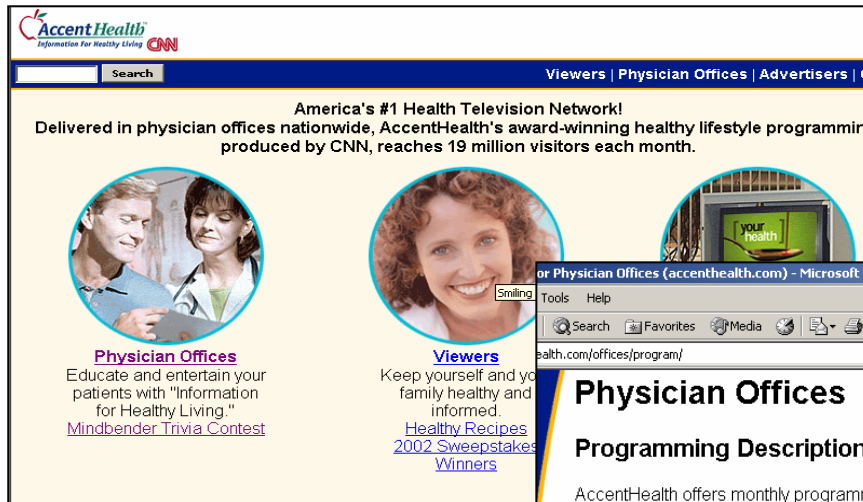 AccentHealth
Information For Healthy Living CNN
Search
Viewers | Physician Offices | Advertisers |
America's #1 Health Television Network!
Delivered in physician offices nationwide, AccentHealth's award-winning healthy lifestyle programmin
produced by CNN, reaches 19 million visitors each month.
your
health
Smiling
Physician Offices
Educate and entertain your
patients with "Information
for Healthy Living."
Mindbender Trivia Contest
Viewers
Keep yourself and yo
family healthy and
informed.
Healthy Recipes
2002 Sweepstakes
Winners
or Physician Offices (accenthealth.com) - Microsoft
Tools Help
Search Favorites Media
ealth.com/offices/program/
Physician Offices
Programming Description
AccentHealth offers monthly programm